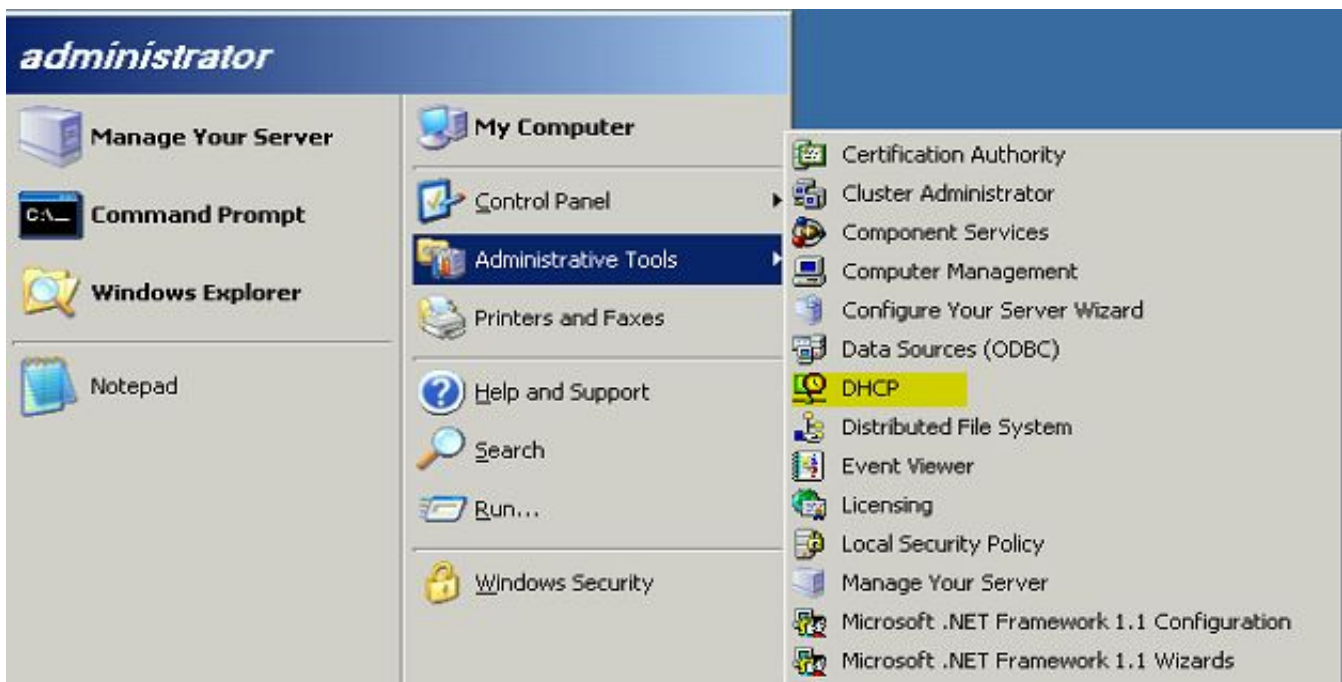 administrator
Manage Your Server
Command Prompt
Windows Explorer
Notepad
My Computer
Control Panel
Administrative Tools
Printers and Faxes
Help and Support
Search
Run...
Windows Security
Certification Authority
Cluster Administrator
Component Services
Computer Management
Configure Your Server Wizard
Data Sources (ODBC)
DHCP
Distributed File System
Event Viewer
Licensing
Local Security Policy
Manage Your Server
Microsoft .NET Framework 1.1 Configuration
Microsoft .NET Framework 1.1 Wizards